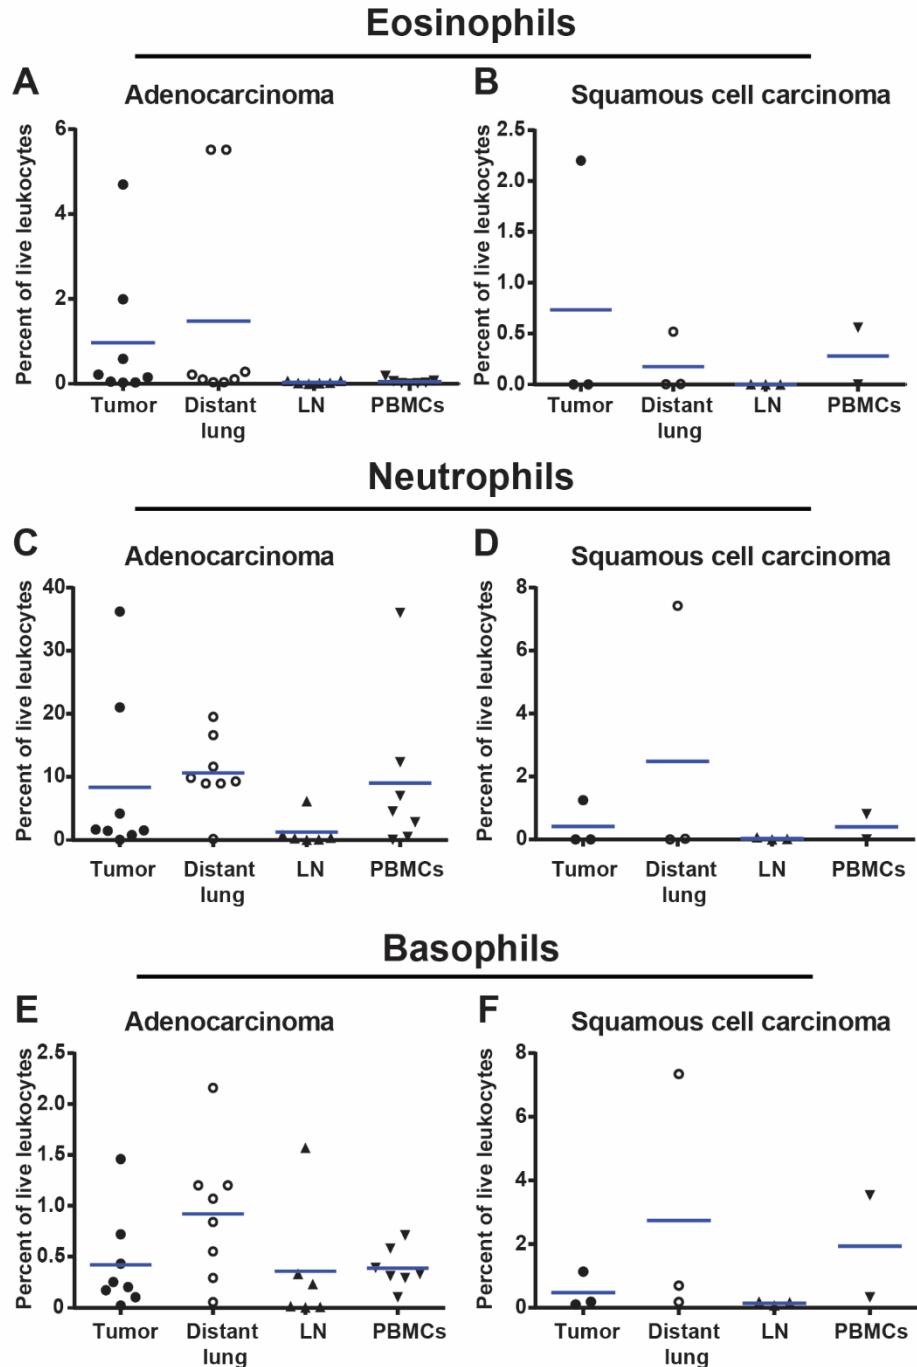 Eosinophils
A
Adenocarcinoma
Percent of live leukocytes
6
4
2
0
Tumor
Distant
lung
LN
PBMCs
B
Squamous cell carcinoma
Percent of live leukocytes
2.5
2.0
1.5
1.0
0.5
0.0
Tumor
Distant
lung
LN
PBMCs
Neutrophils
C
Adenocarcinoma
Percent of live leukocytes
40
30
20
10
0
Tumor
Distant
lung
LN
PBMCs
D
Squamous cell carcinoma
Percent of live leukocytes
8
6
4
2
0
Tumor
Distant
lung
LN
PBMCs
Basophils
E
Adenocarcinoma
Percent of live leukocytes
2.5
2.0
1.5
1.0
0.5
0
Tumor
Distant
lung
LN
PBMCs
F
Squamous cell carcinoma
Percent of live leukocytes
8
6
4
2
0
Tumor
Distant
lung
LN
PBMCs